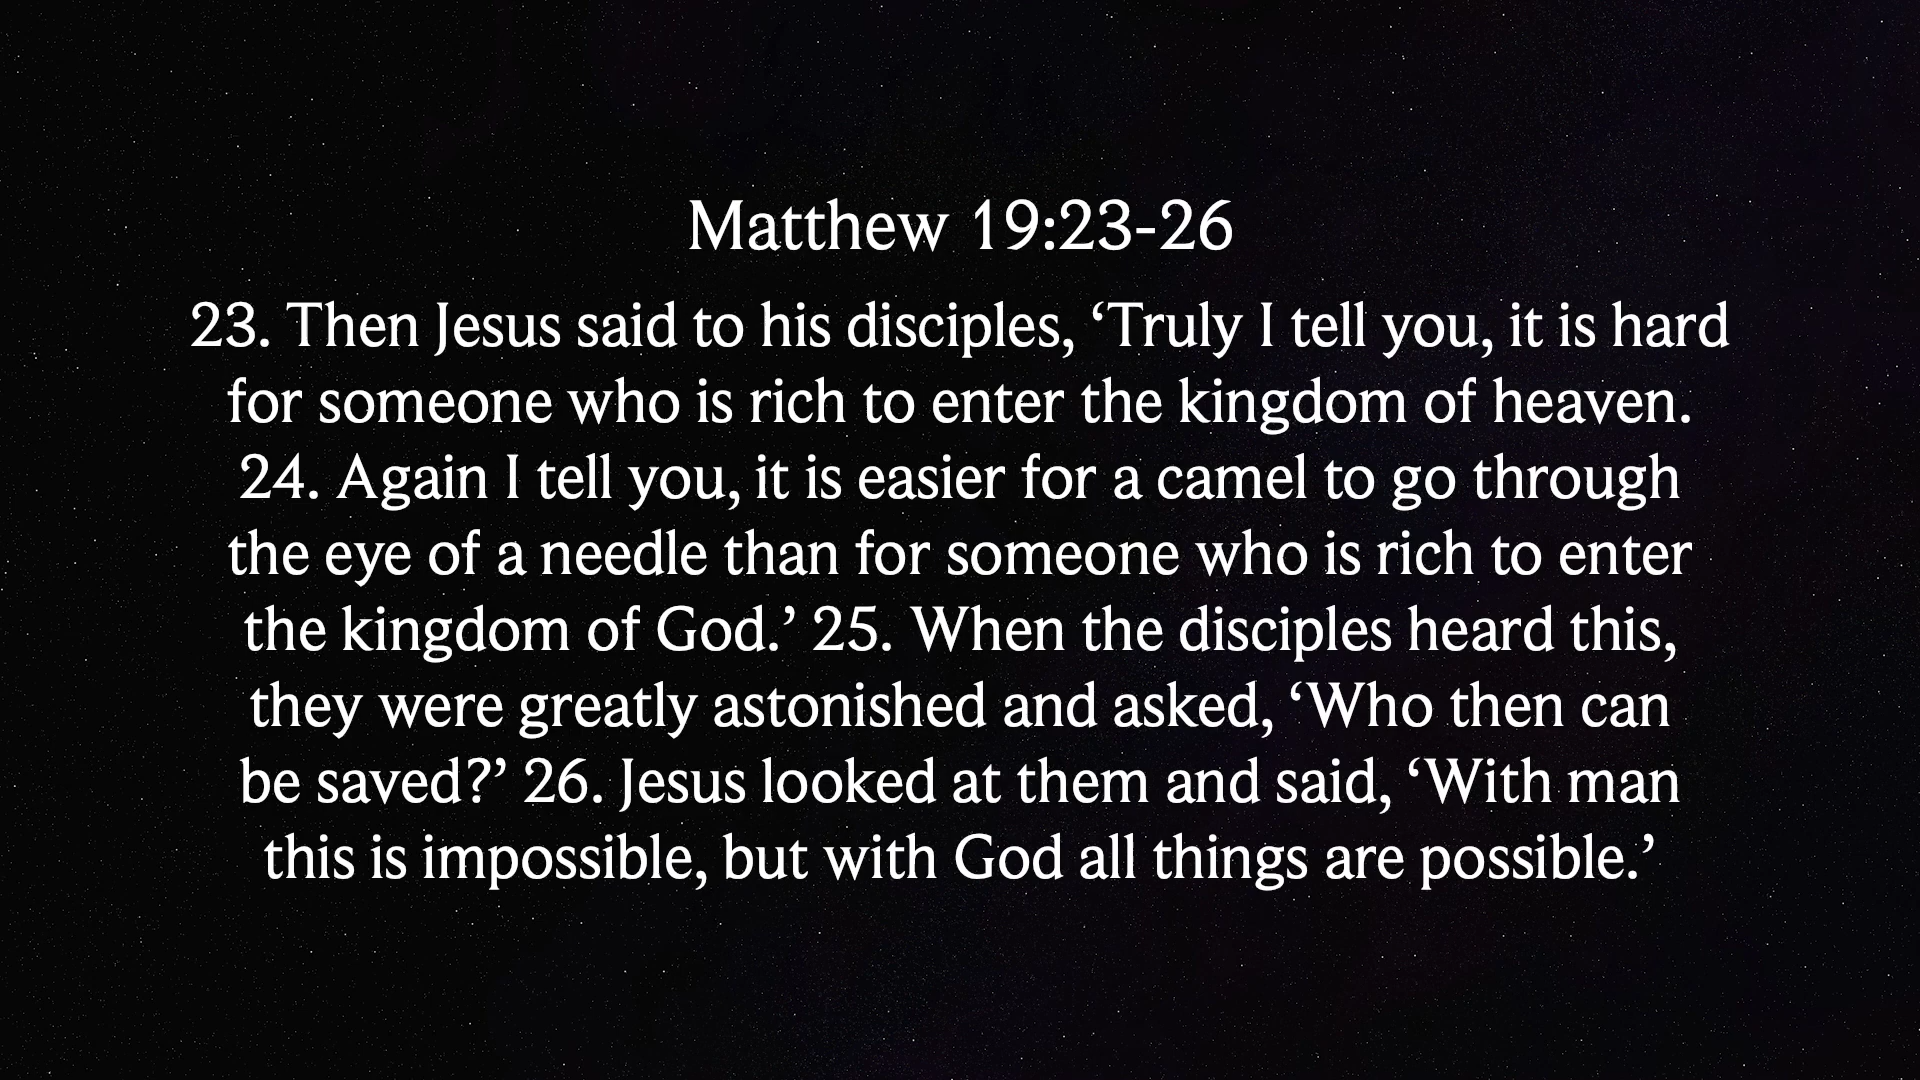 Matthew 19:23-26
23. Then Jesus said to his disciples, ‘Truly I tell you, it is hard
for someone who is rich to enter the kingdom of heaven.
24. Again I tell you, it is easier for a camel to go through
the eye of a needle than for someone who is rich to enter
the kingdom of God.’ 25. When the disciples heard this,
they were greatly astonished and asked, ‘Who then can
be saved?’ 26. Jesus looked at them and said, ‘With man
this is impossible, but with God all things are possible.’